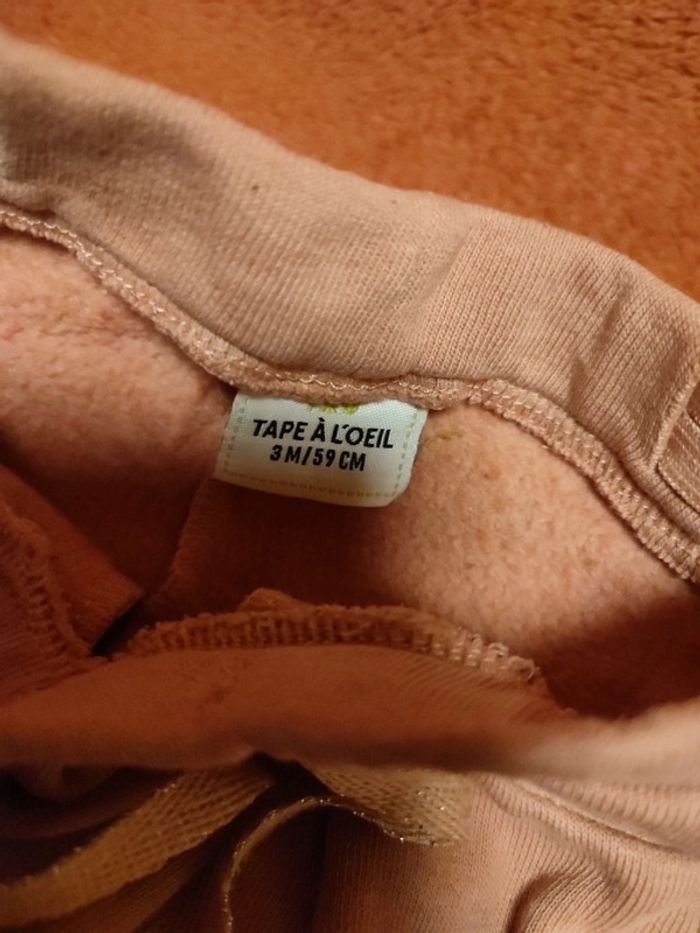 TAPE À L'OEIL
3 M/59 CM